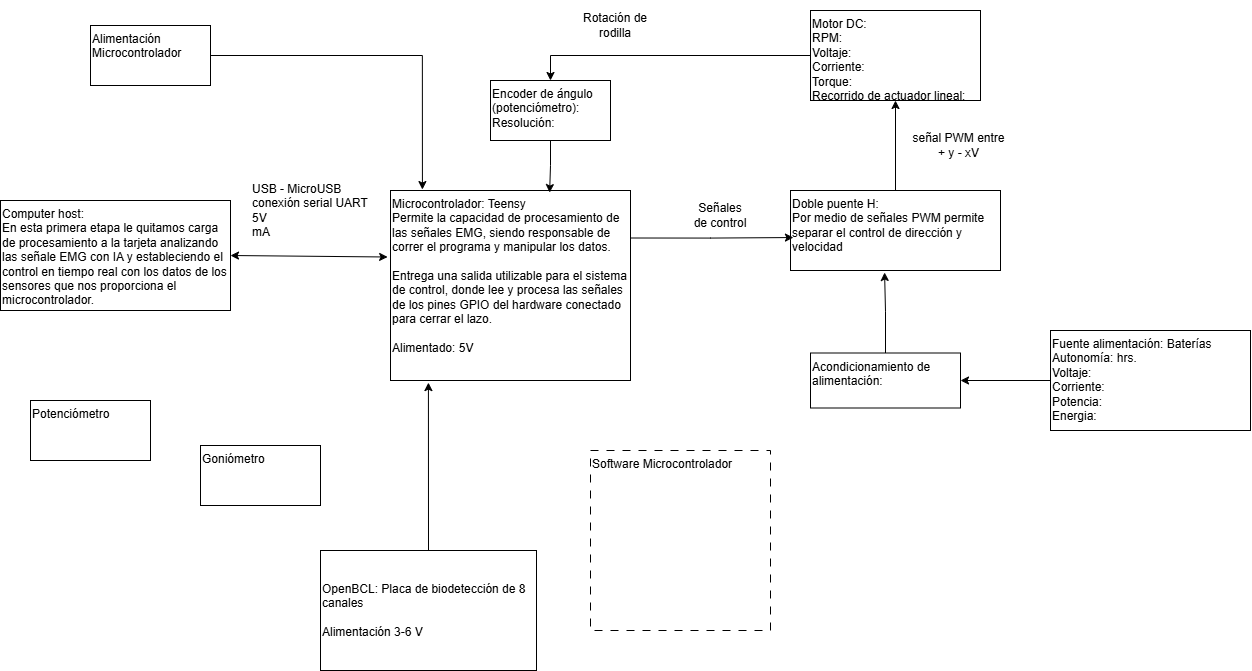 Rotación de
rodilla
Motor DC:
RPM:
Voltaje:
Corriente:
Torque:
Recorrido de actuador lineal:
Alimentación
Microcontrolador
Encoder de ángulo
(potenciómetro):
Resolución:
señal PWM entre
+ y - xV
USB - MicroUSB
conexión serial UART
5V
mA
Computer host:
En esta primera etapa le quitamos carga
de procesamiento a la tarjeta analizando
las señale EMG con IA y estableciendo el
control en tiempo real con los datos de los
sensores que nos proporciona el
microcontrolador.
Microcontrolador: Teensy
Permite la capacidad de procesamiento de
las señales EMG, siendo responsable de
correr el programa y manipular los datos.
Entrega una salida utilizable para el sistema
de control, donde lee y procesa las señales
de los pines GPIO del hardware conectado
para cerrar el lazo.
Alimentado: 5V
Señales
de control
Doble puente H:
Por medio de señales PWM permite
separar el control de dirección y
velocidad
Acondicionamiento de
alimentación:
Fuente alimentación: Baterías
Autonomía: hrs.
Voltaje:
Corriente:
Potencia:
Energia:
Potenciómetro
Goniómetro
Software Microcontrolador
OpenBCL: Placa de biodetección de 8
canales
Alimentación 3-6 V